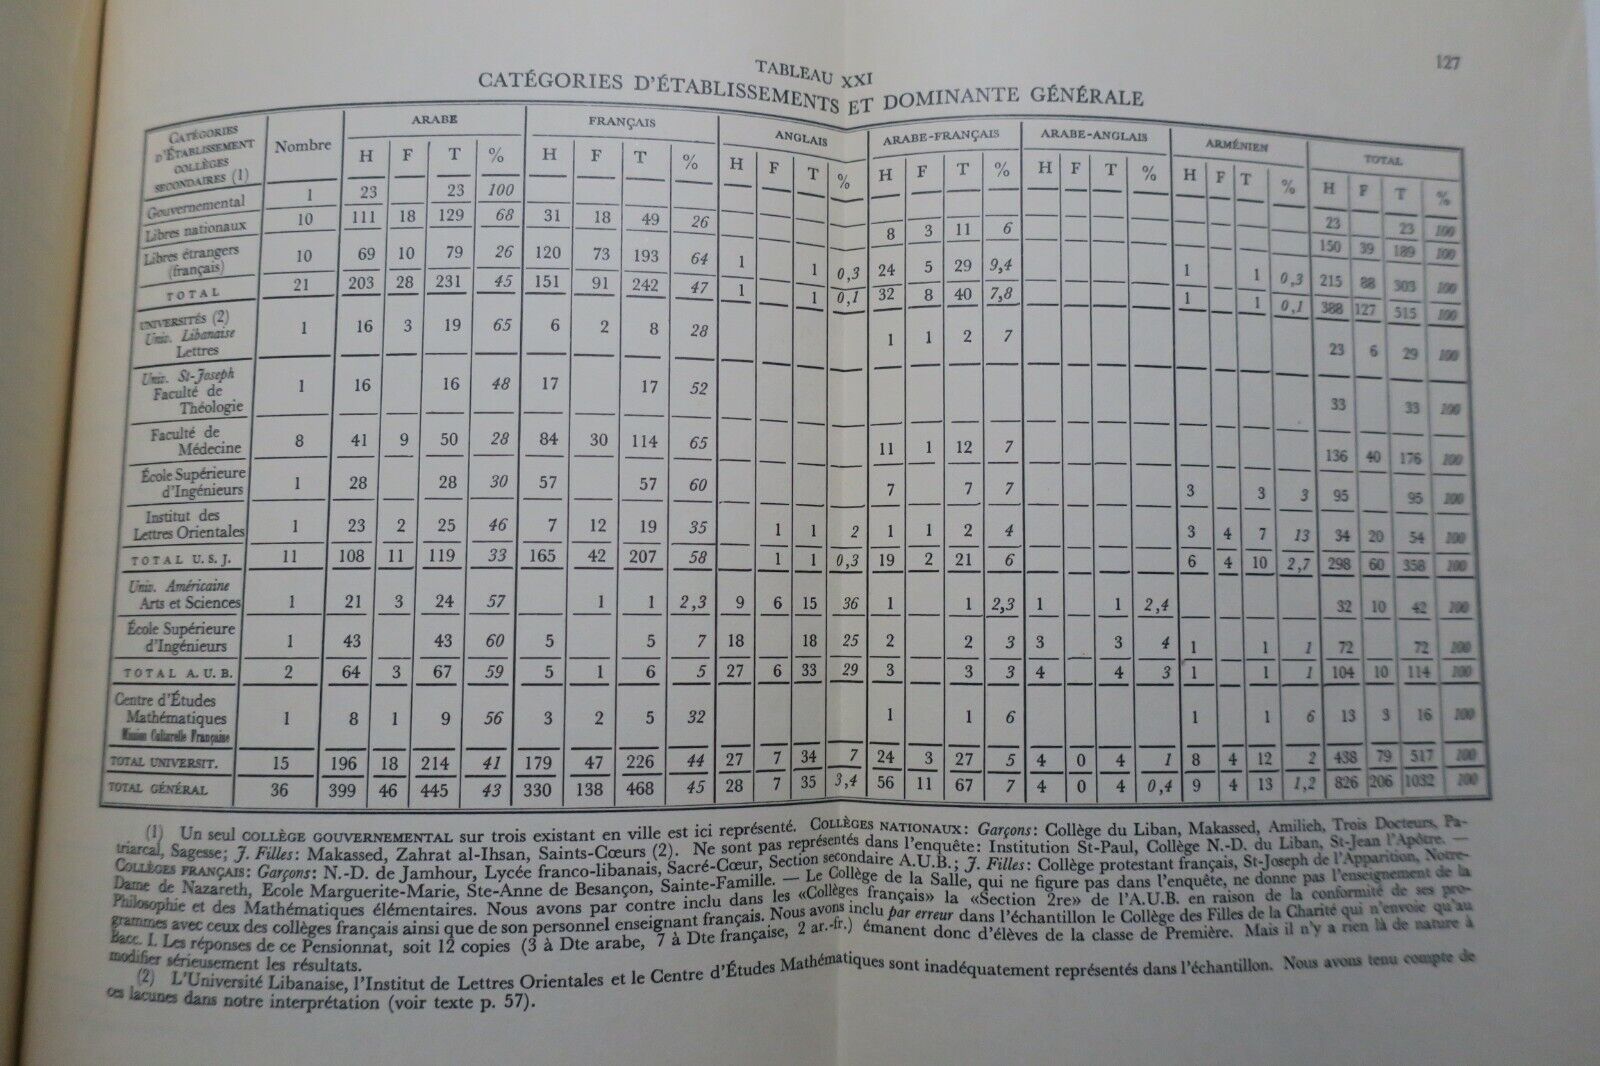 127
TABLEAU XXI
CATÉGORIES D'ÉTABLISSEMENTS ET DOMINANTE GÉNÉRALE
CATÉGORIES D'ÉTABLISSEMENT COLLÈGES SECONDAIRES (1) Nombre ARABE FRANÇAIS ANGLAIS ARABE-FRANÇAIS ARABE-ANGLAIS ARMÉNIEN TOTAL
H F T % H F T % H F T % H F T % H F T % H F T % H F T %
Gouvernemental 1 23 23 100 23 23 100
Libres nationaux 10 111 18 129 68 31 18 49 26 8 3 11 6 150 39 189 100
Libres étrangers (français) 10 69 10 79 26 120 73 193 64 1 1 0,3 24 5 29 9,4 1 1 0,3 215 88 303 100
TOTAL 21 203 28 231 45 151 91 242 47 1 1 0,1 32 8 40 7,8 1 1 0,1 388 127 515 100
UNIVERSITÉS (2)
Univ. Libanaise
Lettres 1 16 3 19 65 6 2 8 28 1 1 2 7 23 6 29 100
Univ. St-Joseph
Faculté de
Théologie 1 16 16 48 17 17 52 33 33 100
Faculté de
Médecine 8 41 9 50 28 84 30 114 65 11 1 12 7 136 40 176 100
École Supérieure
d'Ingénieurs 1 28 28 30 57 57 60 7 7 7 3 3 3 95 95 100
Institut des
Lettres Orientales 1 23 2 25 46 7 12 19 35 1 1 2 1 1 2 4 3 4 7 13 34 20 54 100
TOTAL U.S.J. 11 108 11 119 33 165 42 207 58 1 1 0,3 19 2 21 6 6 4 10 2,7 298 60 358 100
Univ. Américaine
Arts et Sciences 1 21 3 24 57 1 1 2,3 9 6 15 36 1 1 2,3 1 1 2,4 32 10 42 100
École Supérieure
d'Ingénieurs 1 43 43 60 5 5 7 18 18 25 2 2 3 3 3 4 1 1 1 72 72 100
TOTAL A.U.B. 2 64 3 67 59 5 1 6 5 27 6 33 29 3 3 3 4 4 3 1 1 1 104 10 114 100
Centre d'Études
Mathématiques 1 8 1 9 56 3 2 5 32 1 1 6 1 1 6 13 3 16 100
Mission Culturelle Française
TOTAL UNIVERSIT. 15 196 18 214 41 179 47 226 44 27 7 34 7 24 3 27 5 4 0 4 1 8 4 12 2 438 79 517 100
TOTAL GÉNÉRAL 36 399 46 445 43 330 138 468 45 28 7 35 3,4 56 11 67 7 4 0 4 0,4 9 4 13 1,2 826 206 1032 100
(1) Un seul COLLÈGE GOUVERNEMENTAL sur trois existant en ville est ici représenté. COLLÈGES NATIONAUX: Garçons: Collège du Liban, Makassed, Amilieh, Trois Docteurs, Pa-
triarcal, Sagesse; J. Filles: Makassed, Zahrat al-Ihsan, Saints-Cœurs (2). Ne sont pas représentés dans l'enquête: Institution St-Paul, Collège N.-D. du Liban, St-Jean l'Apôtre. —
COLLÈGES FRANÇAIS: Garçons: N.-D. de Jamhour, Lycée franco-libanais, Sacré-Cœur, Section secondaire A.U.B.; J. Filles: Collège protestant français, St-Joseph de l'Apparition, Notre-
Dame de Nazareth, Ecole Marguerite-Marie, Ste-Anne de Besançon, Sainte-Famille. — Le Collège de la Salle, qui ne figure pas dans l'enquête, ne donne pas l'enseignement de la
Philosophie et des Mathématiques élémentaires. Nous avons par contre inclu dans les «Collèges français» la «Section 2re» de l'A.U.B. en raison de la conformité de ses pro-
grammes avec ceux des collèges français ainsi que de son personnel enseignant français. Nous avons inclu par erreur dans l'échantillon le Collège des Filles de la Charité qui n'envoie qu'au
Bacc. I. Les réponses de ce Pensionnat, soit 12 copies (3 à Dte arabe, 7 à Dte française, 2 ar.-fr.) émanent donc d'élèves de la classe de Première. Mais il n'y a rien là de nature à
modifier sérieusement les résultats.
(2) L'Université Libanaise, l'Institut de Lettres Orientales et le Centre d'Études Mathématiques sont inadéquatement représentés dans l'échantillon. Nous avons tenu compte de
ces lacunes dans notre interprétation (voir texte p. 57).